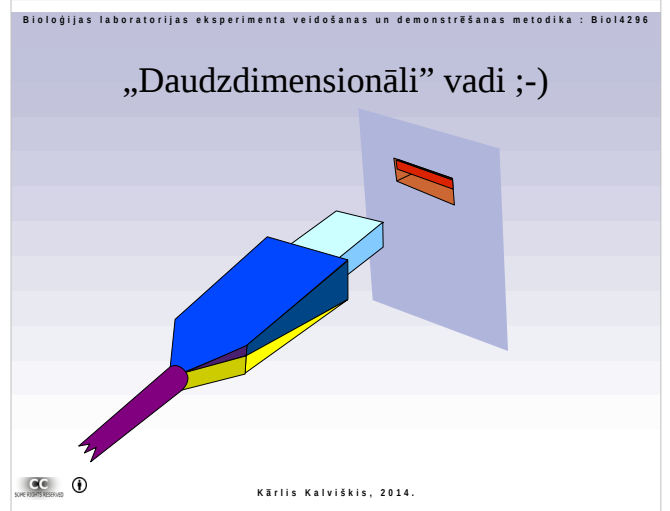 Bioloģijas laboratorijas eksperimenta veidošanas un demonstrēšanas metodika : Biol4296
„Daudzdimensionāli” vadi ;-)
CC
SOME RIGHTS RESERVED
Kārlis Kalviškis, 2014.